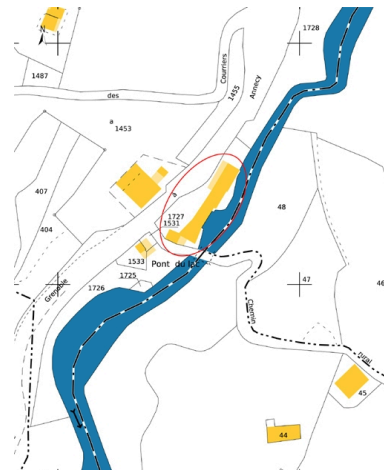 N
1728
1487
des
Courriers
1455
Annecy
a
1453
407
404
a
1727
1531
48
1533
Pont du lac
1725
1726
Grenoble
47
46
Chemin
rural
45
44